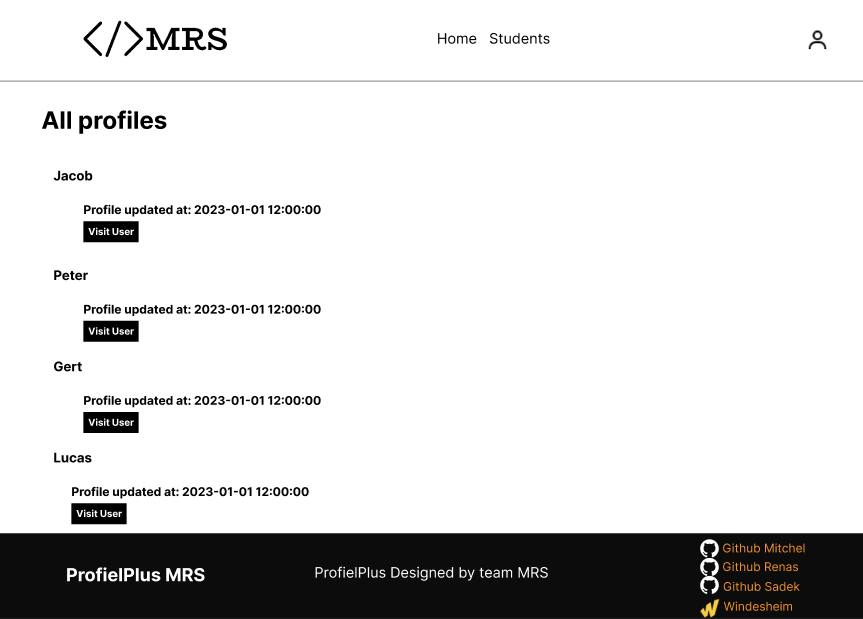 </>MRS
Home Students
All profiles
Jacob
Profile updated at: 2023-01-01 12:00:00
Visit User
Peter
Profile updated at: 2023-01-01 12:00:00
Visit User
Gert
Profile updated at: 2023-01-01 12:00:00
Visit User
Lucas
Profile updated at: 2023-01-01 12:00:00
Visit User
ProfielPlus MRS
ProfielPlus Designed by team MRS
Github Mitchel
Github Renas
Github Sadek
Windesheim